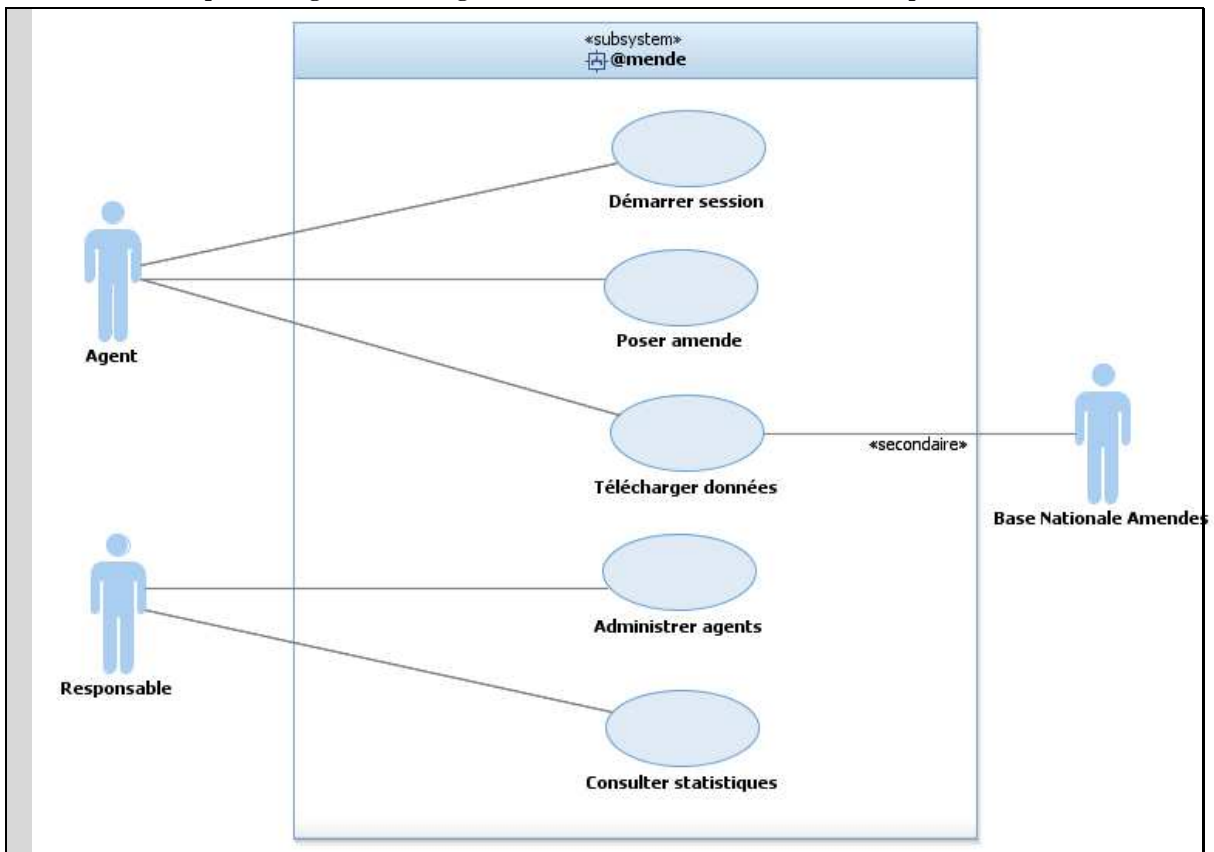 «subsystem»
@mende
Démarrer session
Poser amende
Agent
«secondaire»
Télécharger données
Base Nationale Amendes
Administrer agents
Responsable
Consulter statistiques